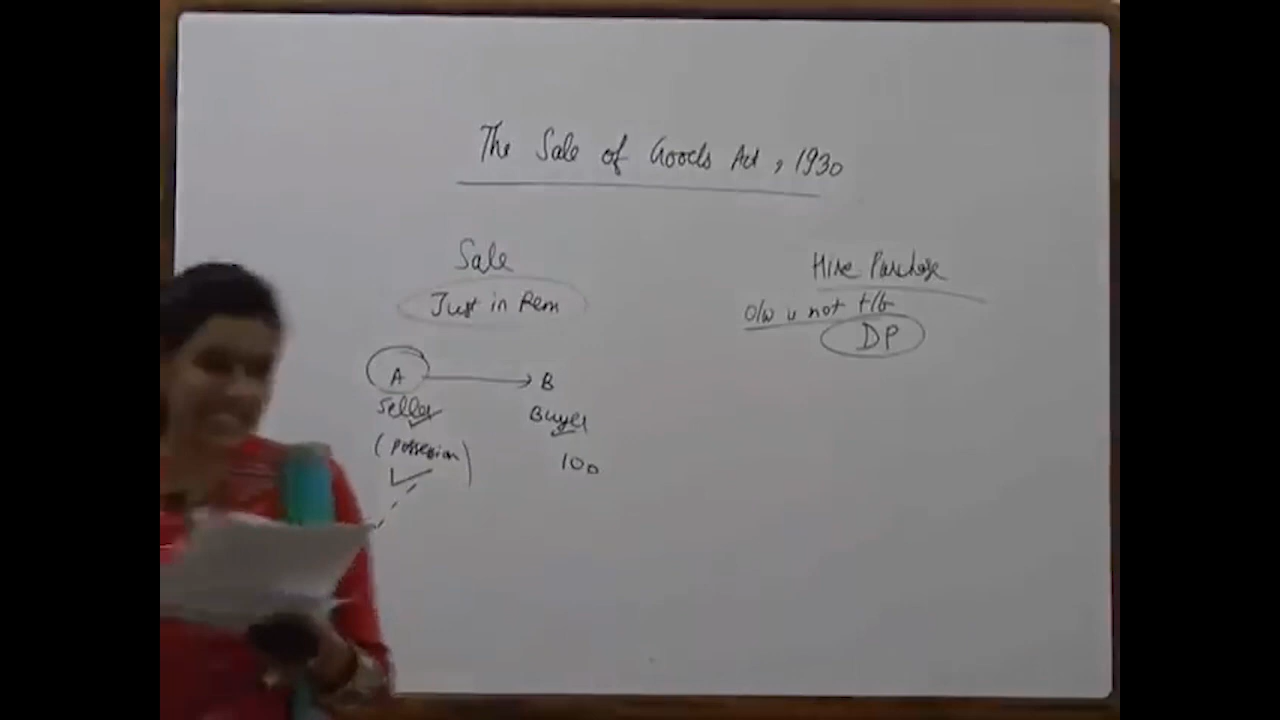 The Sale of Goods Act, 1930
Sale
Just in Rem
A B
Seller Buyer
(possession) 100
Hire Purchase
o/w u not t/f
DP